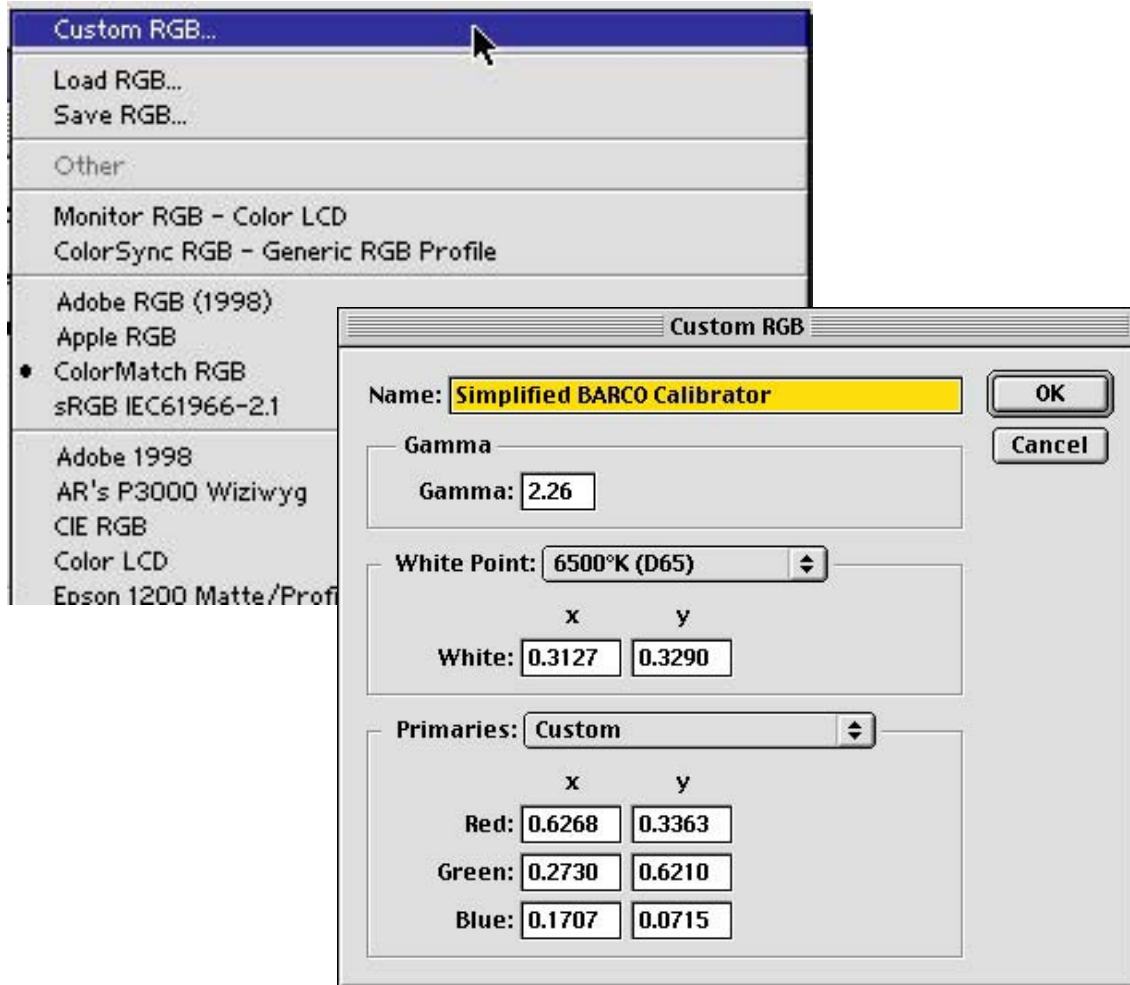 Custom RGB...
Load RGB...
Save RGB...
Other
Monitor RGB - Color LCD
ColorSync RGB - Generic RGB Profile
Adobe RGB (1998)
Apple RGB
• ColorMatch RGB
sRGB IEC61966-2.1
Adobe 1998
AR's P3000 Wiziwyg
CIE RGB
Color LCD
Epson 1200 Matte/Profi
Custom RGB
Name: Simplified BARCO Calibrator
OK
Cancel
Gamma
Gamma: 2.26
White Point: 6500°K (D65)
x y
White: 0.3127 0.3290
Primaries: Custom
x y
Red: 0.6268 0.3363
Green: 0.2730 0.6210
Blue: 0.1707 0.0715